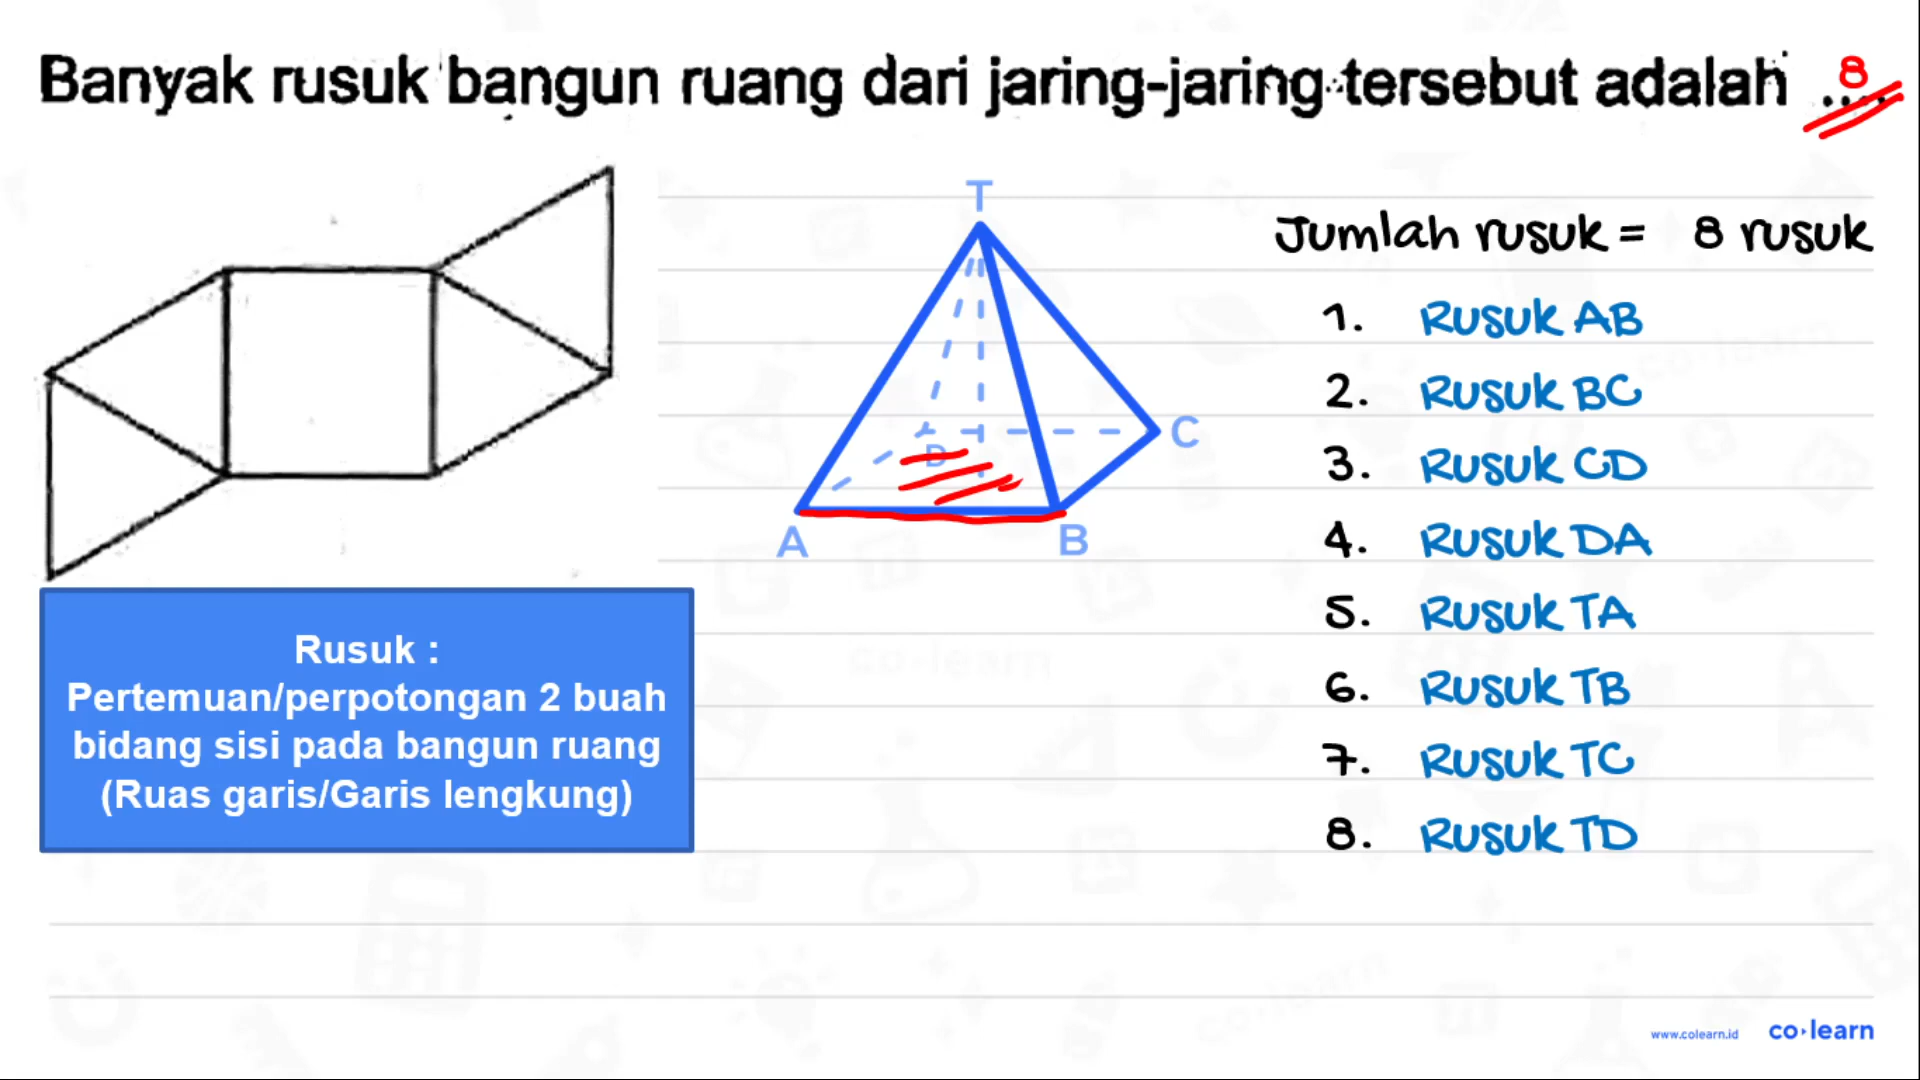 Banyak rusuk bangun ruang dari jaring-jaring tersebut adalah .... 8
T
C
D
A
B
Jumlah rusuk = 8 rusuk
1. Rusuk AB
2. Rusuk BC
3. Rusuk CD
4. Rusuk DA
5. Rusuk TA
6. Rusuk TB
7. Rusuk TC
8. Rusuk TD
Rusuk :
Pertemuan/perpotongan 2 buah
bidang sisi pada bangun ruang
(Ruas garis/Garis lengkung)
co-learn
www.colearn.id co learn